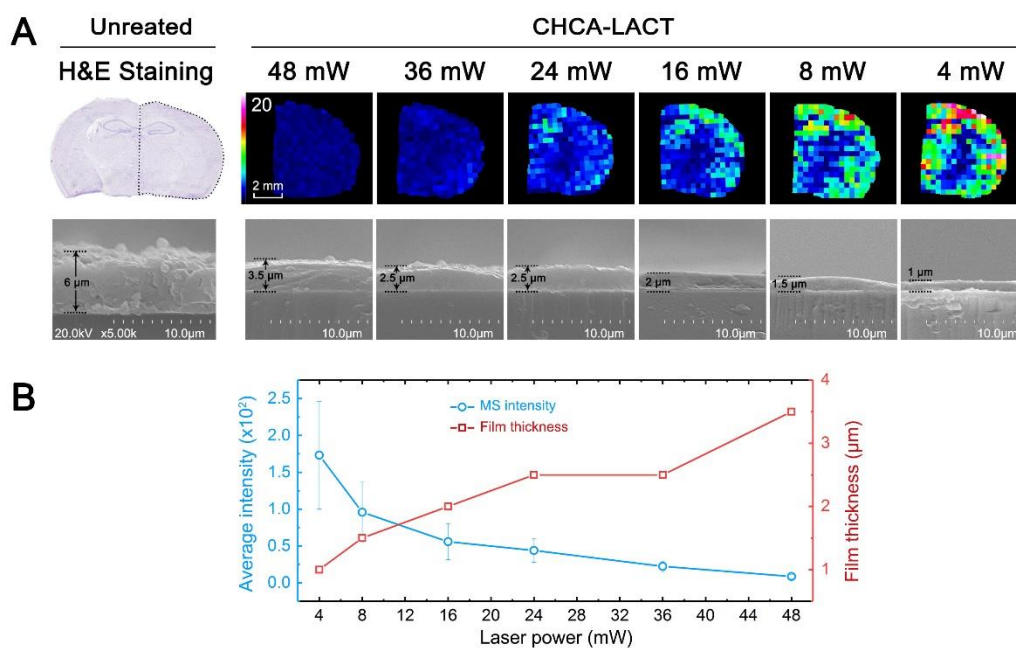 A
Unreated
CHCA-LACT
H&E Staining
48 mW
36 mW
24 mW
16 mW
8 mW
4 mW
20
2 mm
6 μm
3.5 μm
2.5 μm
2.5 μm
2 μm
1.5 μm
1 μm
20.0kV x5.00k 10.0μm
10.0μm
10.0μm
10.0μm
10.0μm
10.0μm
10.0μm
B
MS intensity
Film thickness
Average intensity (x10²)
2.5
2.0
1.5
1.0
0.5
0.0
4
3
2
1
Film thickness (μm)
4 8 12 16 20 24 28 32 36 40 44 48
Laser power (mW)